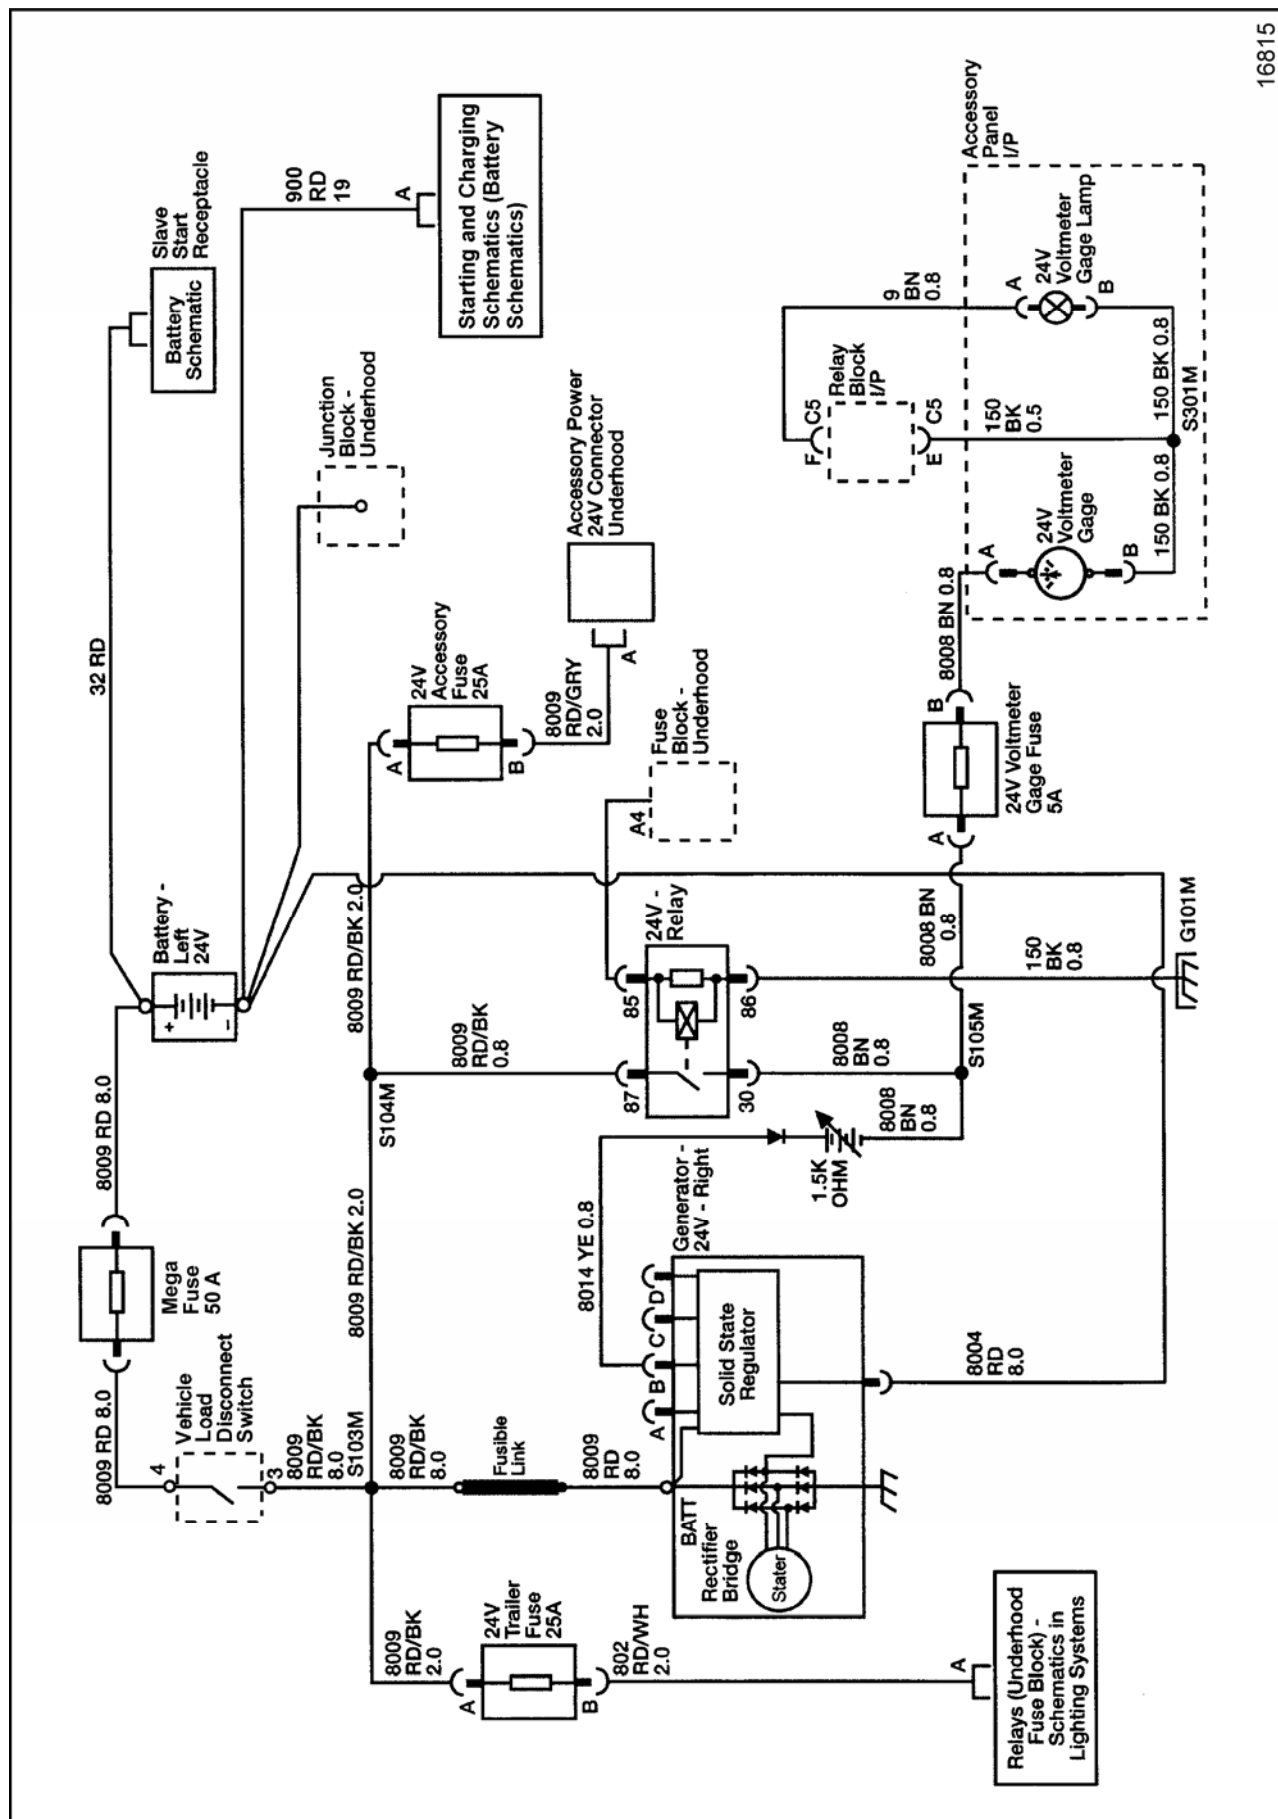 8009 RD 8.0
Mega
Fuse
50 A
8009 RD 8.0
Battery -
Left
24V
+
-
32 RD
Battery
Schematic
Slave
Start
Receptacle
4
Vehicle
Load
Disconnect
Switch
3
8009
RD/BK
8.0
S103M
900
RD
19
A
Starting and Charging
Schematics (Battery
Schematics)
Junction
Block -
Underhood
8009 RD/BK 2.0
S104M
8009 RD/BK 2.0
A
24V
Accessory
Fuse
25A
B
8009
RD/GRY
2.0
A
Accessory Power
24V Connector
Underhood
8009
RD/BK
2.0
A
24V
Trailer
Fuse
25A
B
802
RD/WH
2.0
A
Relays (Underhood
Fuse Block) -
Schematics in
Lighting Systems
8009
RD/BK
8.0
Fusible
Link
8009
RD
8.0
BATT
Rectifier
Bridge
Stater
A
B
C
D
Solid State
Regulator
Generator -
24V - Right
8014 YE 0.8
8004
RD
8.0
8009
RD/BK
0.8
87
85
24V -
Relay
30
86
A4
Fuse
Block -
Underhood
1.5K
OHM
8008
BN
0.8
8008
BN
0.8
S105M
8008 BN
0.8
150
BK
0.8
G101M
A
24V Voltmeter
Gage Fuse
5A
B
8008 BN 0.8
A
24V
Voltmeter
Gage
B
150 BK 0.8
F
C5
Relay
Block
I/P
E
C5
150
BK
0.5
S301M
150 BK 0.8
9
BN
0.8
A
24V
Voltmeter
Gage Lamp
B
Accessory
Panel
I/P
16815